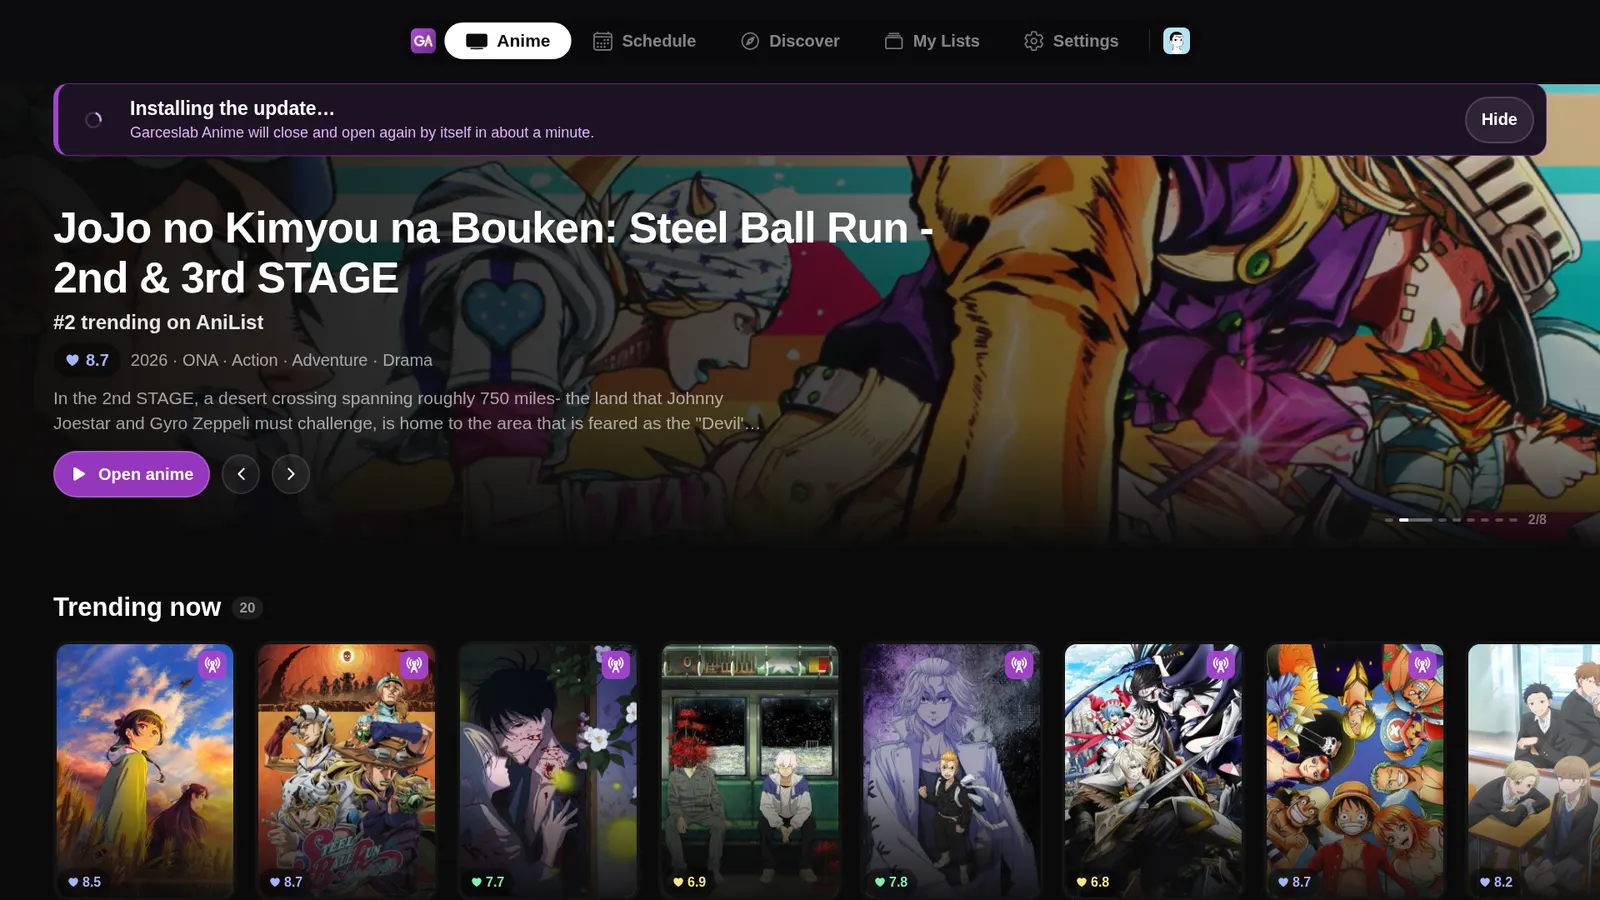 GA
Anime
Schedule
Discover
My Lists
Settings
Installing the update…
Garceslab Anime will close and open again by itself in about a minute.
Hide
JoJo no Kimyou na Bouken: Steel Ball Run -
2nd & 3rd STAGE
#2 trending on AniList
8.7
2026 · ONA · Action · Adventure · Drama
In the 2nd STAGE, a desert crossing spanning roughly 750 miles- the land that Johnny
Joestar and Gyro Zeppeli must challenge, is home to the area that is feared as the "Devil'…
Open anime
2/8
Trending now
20
STEEL
BALL RUN
8.5
8.7
7.7
6.9
7.8
6.8
8.7
8.2